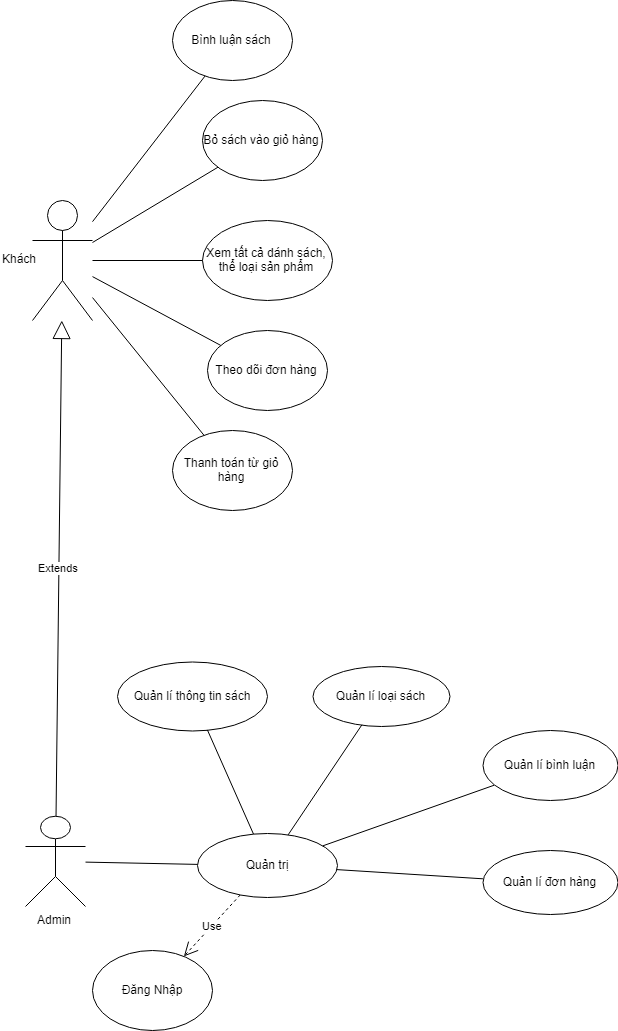 Bình luận sách
Bỏ sách vào giỏ hàng
Khách
Xem tất cả dánh sách,
thể loại sản phẩm
Theo dõi đơn hàng
Thanh toán từ giỏ
hàng
Extends
Quản lí thông tin sách
Quản lí loại sách
Quản lí bình luận
Quản trị
Quản lí đơn hàng
Admin
Use
Đăng Nhập